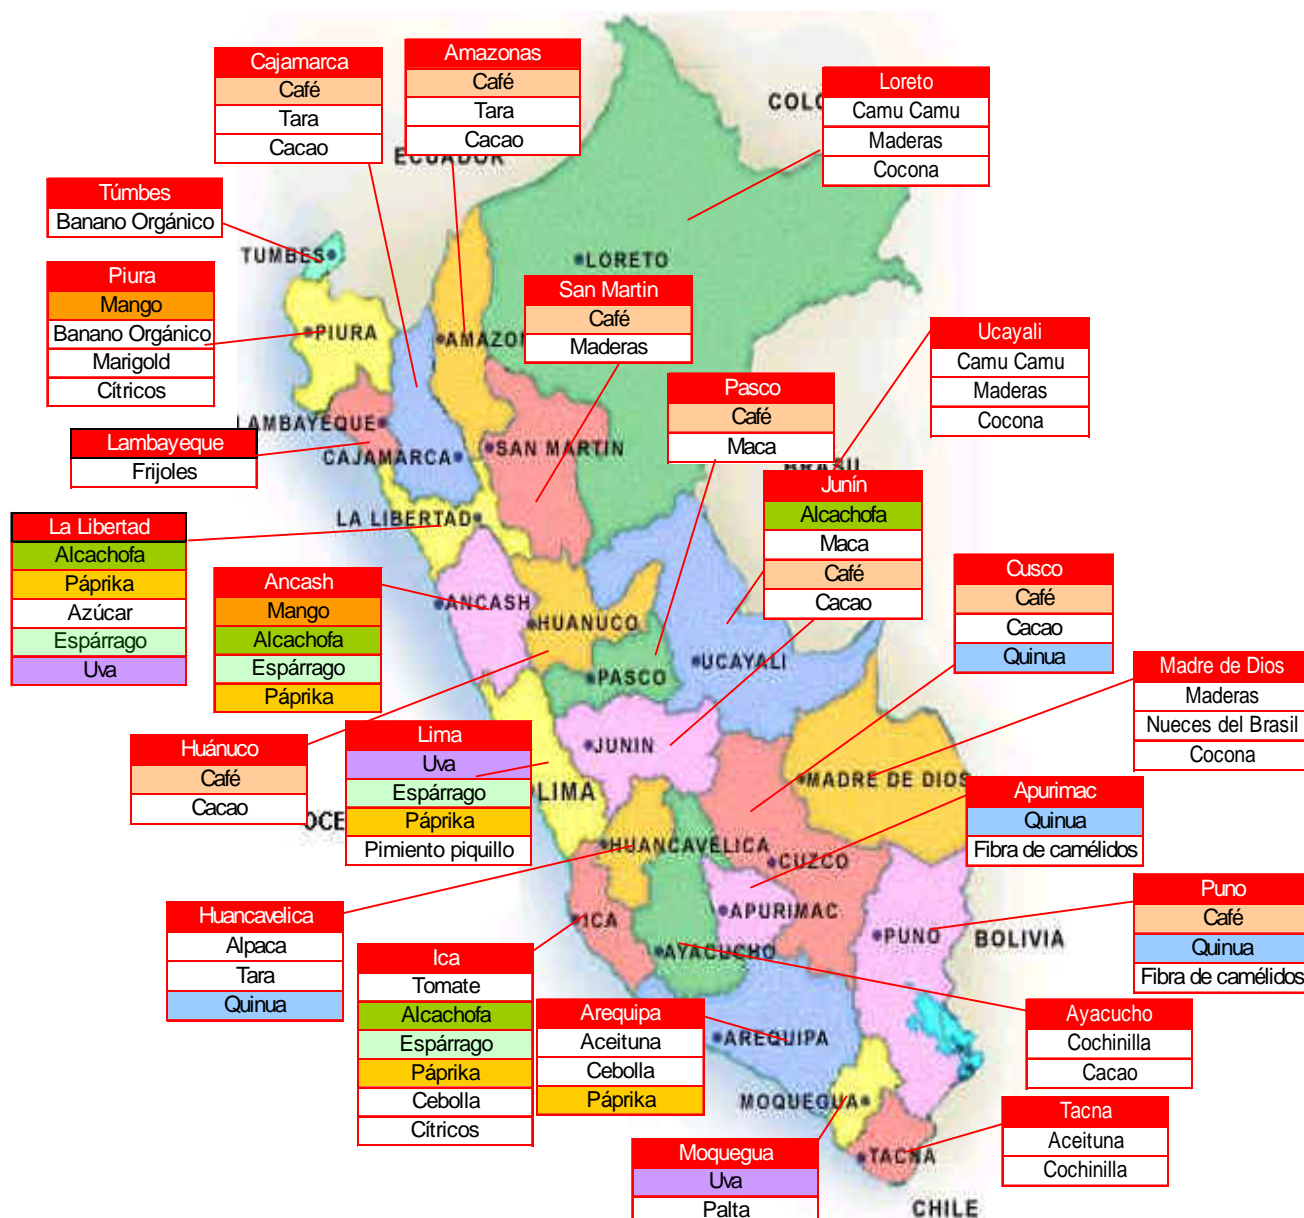 Cajamarca
Café
Tara
Cacao
Amazonas
Café
Tara
Cacao
Loreto
Camu Camu
Maderas
Cocona
ECUADOR
Túmbes
Banano Orgánico
TUMBES
LORETO
Piura
Mango
Banano Orgánico
Marigold
Cítricos
PIURA
San Martin
Café
Maderas
Ucayali
Camu Camu
Maderas
Cocona
Pasco
Café
Maca
LAMBAYEQUE
CAJAMARCA
SAN MARTIN
Lambayeque
Frijoles
BRASIL
Junín
Alcachofa
Maca
Café
Cacao
LA LIBERTAD
La Libertad
Alcachofa
Páprika
Azúcar
Espárrago
Uva
Ancash
Mango
Alcachofa
Espárrago
Páprika
ANCASH
HUANUCO
Cusco
Café
Cacao
Quinua
PASCO
UCAYALI
Madre de Dios
Maderas
Nueces del Brasil
Cocona
Huánuco
Café
Cacao
Lima
Uva
Espárrago
Páprika
Pimiento piquillo
JUNIN
LIMA
MADRE DE DIOS
OCE
Apurimac
Quinua
Fibra de camélidos
HUANCAVELICA
CUZCO
Huancavelica
Alpaca
Tara
Quinua
Puno
Café
Quinua
Fibra de camélidos
ICA
APURIMAC
AYACUCHO
PUNO
BOLIVIA
Ica
Tomate
Alcachofa
Espárrago
Páprika
Cebolla
Cítricos
Arequipa
Aceituna
Cebolla
Páprika
AREQUIPA
Ayacucho
Cochinilla
Cacao
MOQUEGUA
Tacna
Aceituna
Cochinilla
Moquegua
Uva
Palta
TACNA
CHILE